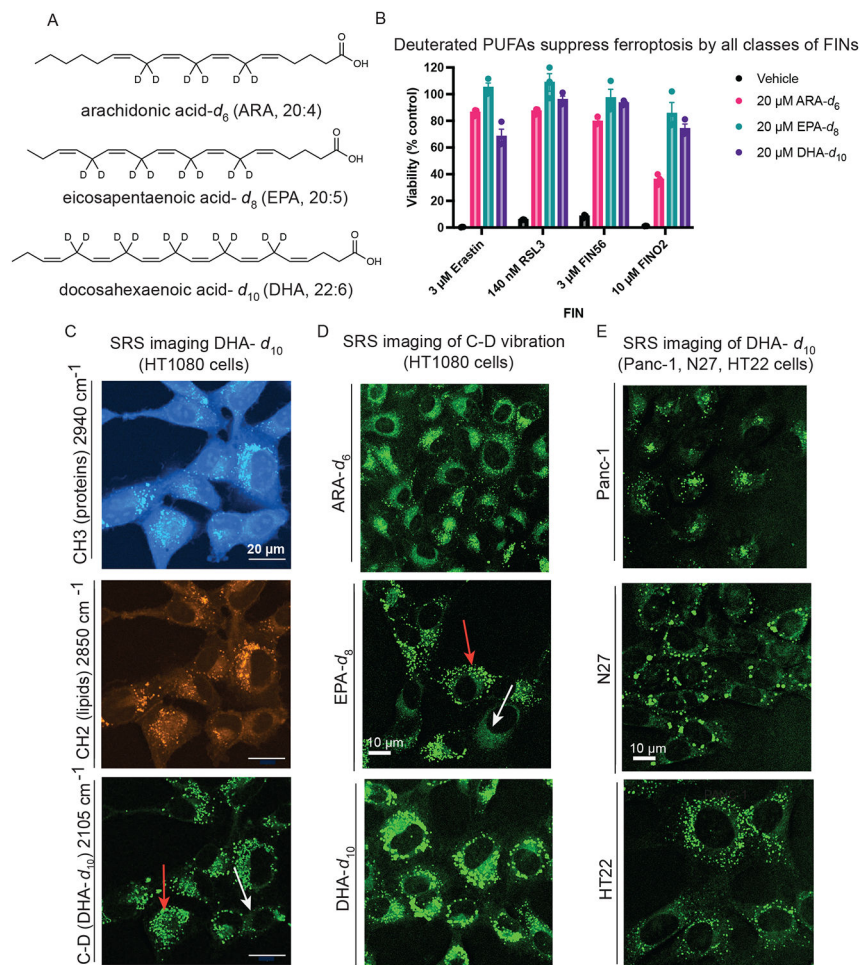 A
O
OH
D D D D D D
arachidonic acid-d6 (ARA, 20:4)
O
OH
D D D D D D D D
eicosapentaenoic acid- d8 (EPA, 20:5)
D D D D D D D D D D
O
OH
docosahexaenoic acid- d10 (DHA, 22:6)
B
Deuterated PUFAs suppress ferroptosis by all classes of FINs
Viability (% control)
120
100
80
60
40
20
0
3 µM Erastin
140 nM RSL3
3 µM FIN56
10 µM FINO2
FIN
Vehicle
20 µM ARA-d6
20 µM EPA-d8
20 µM DHA-d10
C
SRS imaging DHA- d10
(HT1080 cells)
CH3 (proteins) 2940 cm-1
20 µm
CH2 (lipids) 2850 cm-1
C-D (DHA-d10) 2105 cm-1
D
SRS imaging of C-D vibration
(HT1080 cells)
ARA-d6
EPA-d8
10 µm
DHA-d10
E
SRS imaging of DHA- d10
(Panc-1, N27, HT22 cells)
Panc-1
N27
10 µm
HT22